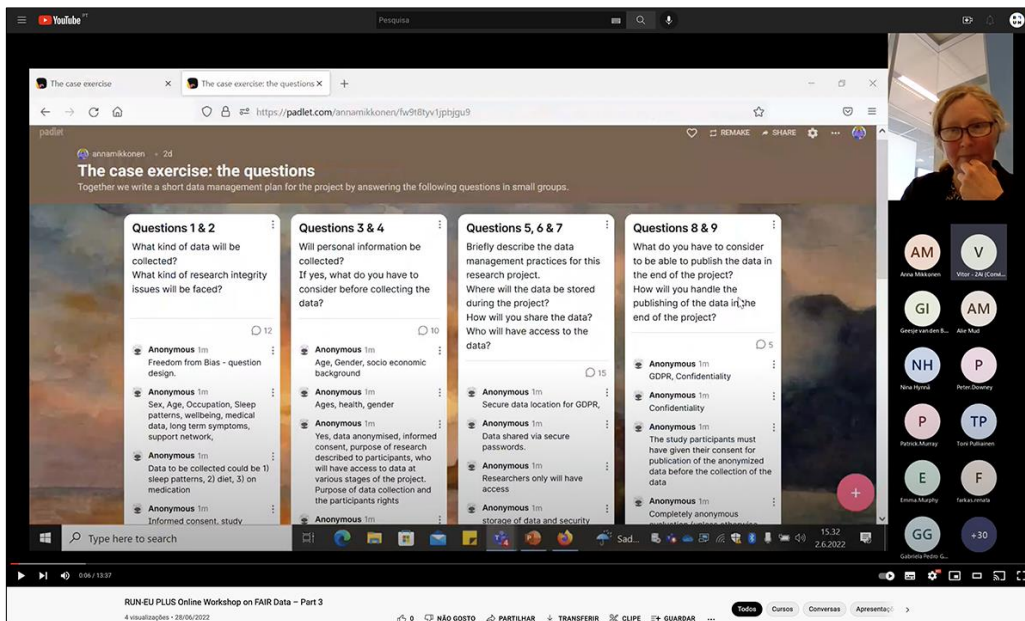 YouTube PT
Pesquisa
The case exercise
The case exercise: the questions
https://padlet.com/annamikkonen/fw9t8tyv1jpbjgu9
padlet
REMAKE
SHARE
annamikkonen • 2d
The case exercise: the questions
Together we write a short data management plan for the project by answering the following questions in small groups.
Questions 1 & 2
What kind of data will be
collected?
What kind of research integrity
issues will be faced?
12
Anonymous 1m
Freedom from Bias - question
design.
Anonymous 1m
Sex, Age, Occupation, Sleep
patterns, wellbeing, medical
data, long term symptoms,
support network,
Anonymous 1m
Data to be collected could be 1)
sleep patterns, 2) diet, 3) on
medication
Anonymous 1m
Informed consent, study
Questions 3 & 4
Will personal information be
collected?
If yes, what do you have to
consider before collecting the
data?
10
Anonymous 1m
Age, Gender, socio economic
background
Anonymous 1m
Ages, health, gender
Anonymous 1m
Yes, data anonymised, informed
consent, purpose of research
described to participants, who
will have access to data at
various stages of the project.
Purpose of data collection and
the participants rights
Anonymous 1m
Questions 5, 6 & 7
Briefly describe the data
management practices for this
research project.
Where will the data be stored
during the project?
How will you share the data?
Who will have access to the
data?
15
Anonymous 1m
Secure data location for GDPR,
Anonymous 1m
Data shared via secure
passwords.
Anonymous 1m
Researchers only will have
access
Anonymous 1m
storage of data and security
Questions 8 & 9
What do you have to consider
to be able to publish the data in
the end of the project?
How will you handle the
publishing of the data in the
end of the project?
5
Anonymous 1m
GDPR, Confidentiality
Anonymous 1m
Confidentiality
Anonymous 1m
The study participants must
have given their consent for
publication of the anonymized
data before the collection of the
data
Anonymous 1m
Completely anonymous
AM
Anna Mikkonen
V
Vitor - 2Ai (Convi...
GI
Geesje van den B...
AM
Alie Mud
NH
Nina Hynnä
P
Peter.Downey
P
Patrick.Murray
TP
Toni Pulliainen
E
Emma.Murphy
F
farkas.renata
GG
Gabriela Pedro G...
+30
Type here to search
Sad...
15.32
2.6.2022
0:06 / 13:37
RUN-EU PLUS Online Workshop on FAIR Data – Part 3
4 visualizações • 28/06/2022
0
NÃO GOSTO
PARTILHAR
TRANSFERIR
CLIPE
GUARDAR
Todos
Cursos
Conversas
Apresentaçõ